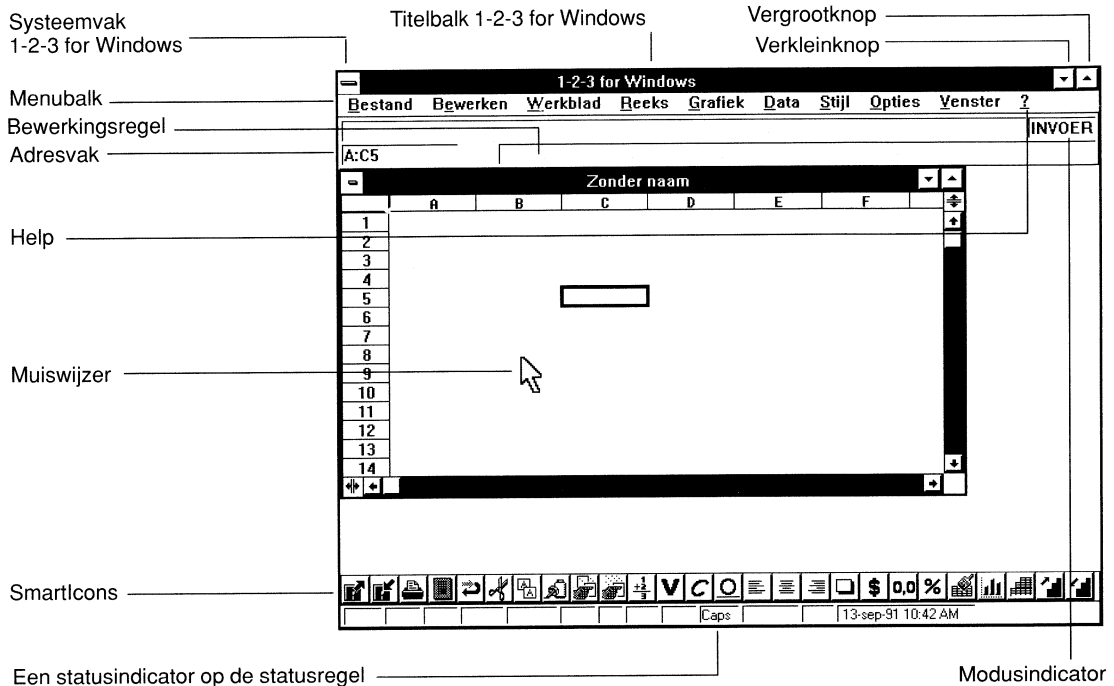 Systeemvak
1-2-3 for Windows
Titelbalk 1-2-3 for Windows
Vergrootknop
Verkleinknop
1-2-3 for Windows
Menubalk
Bestand Bewerken Werkblad Reeks Grafiek Data Stijl Opties Venster ?
Bewerkingsregel
INVOER
Adresvak
A:C5
Zonder naam
A B C D E F
1
2
Help
3
4
5
6
7
8
Muiswijzer
9
10
11
12
13
14
SmartIcons
1 +2 3 V C O $ 0,0 %
Caps 13-sep-91 10:42 AM
Een statusindicator op de statusregel
Modusindicator